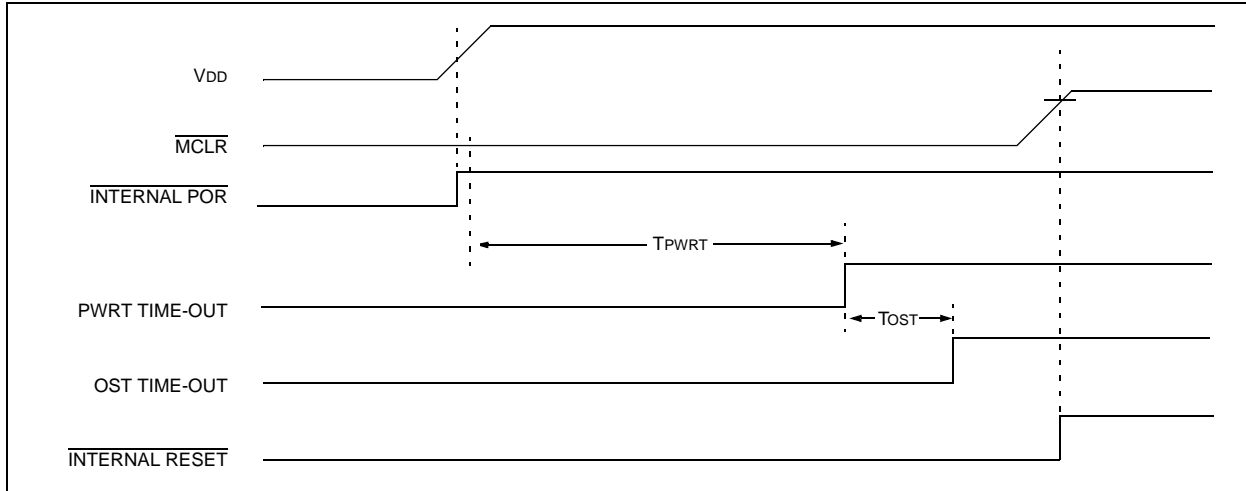 VDD
MCLR
INTERNAL POR
TPWRT
PWRT TIME-OUT
TOST
OST TIME-OUT
INTERNAL RESET